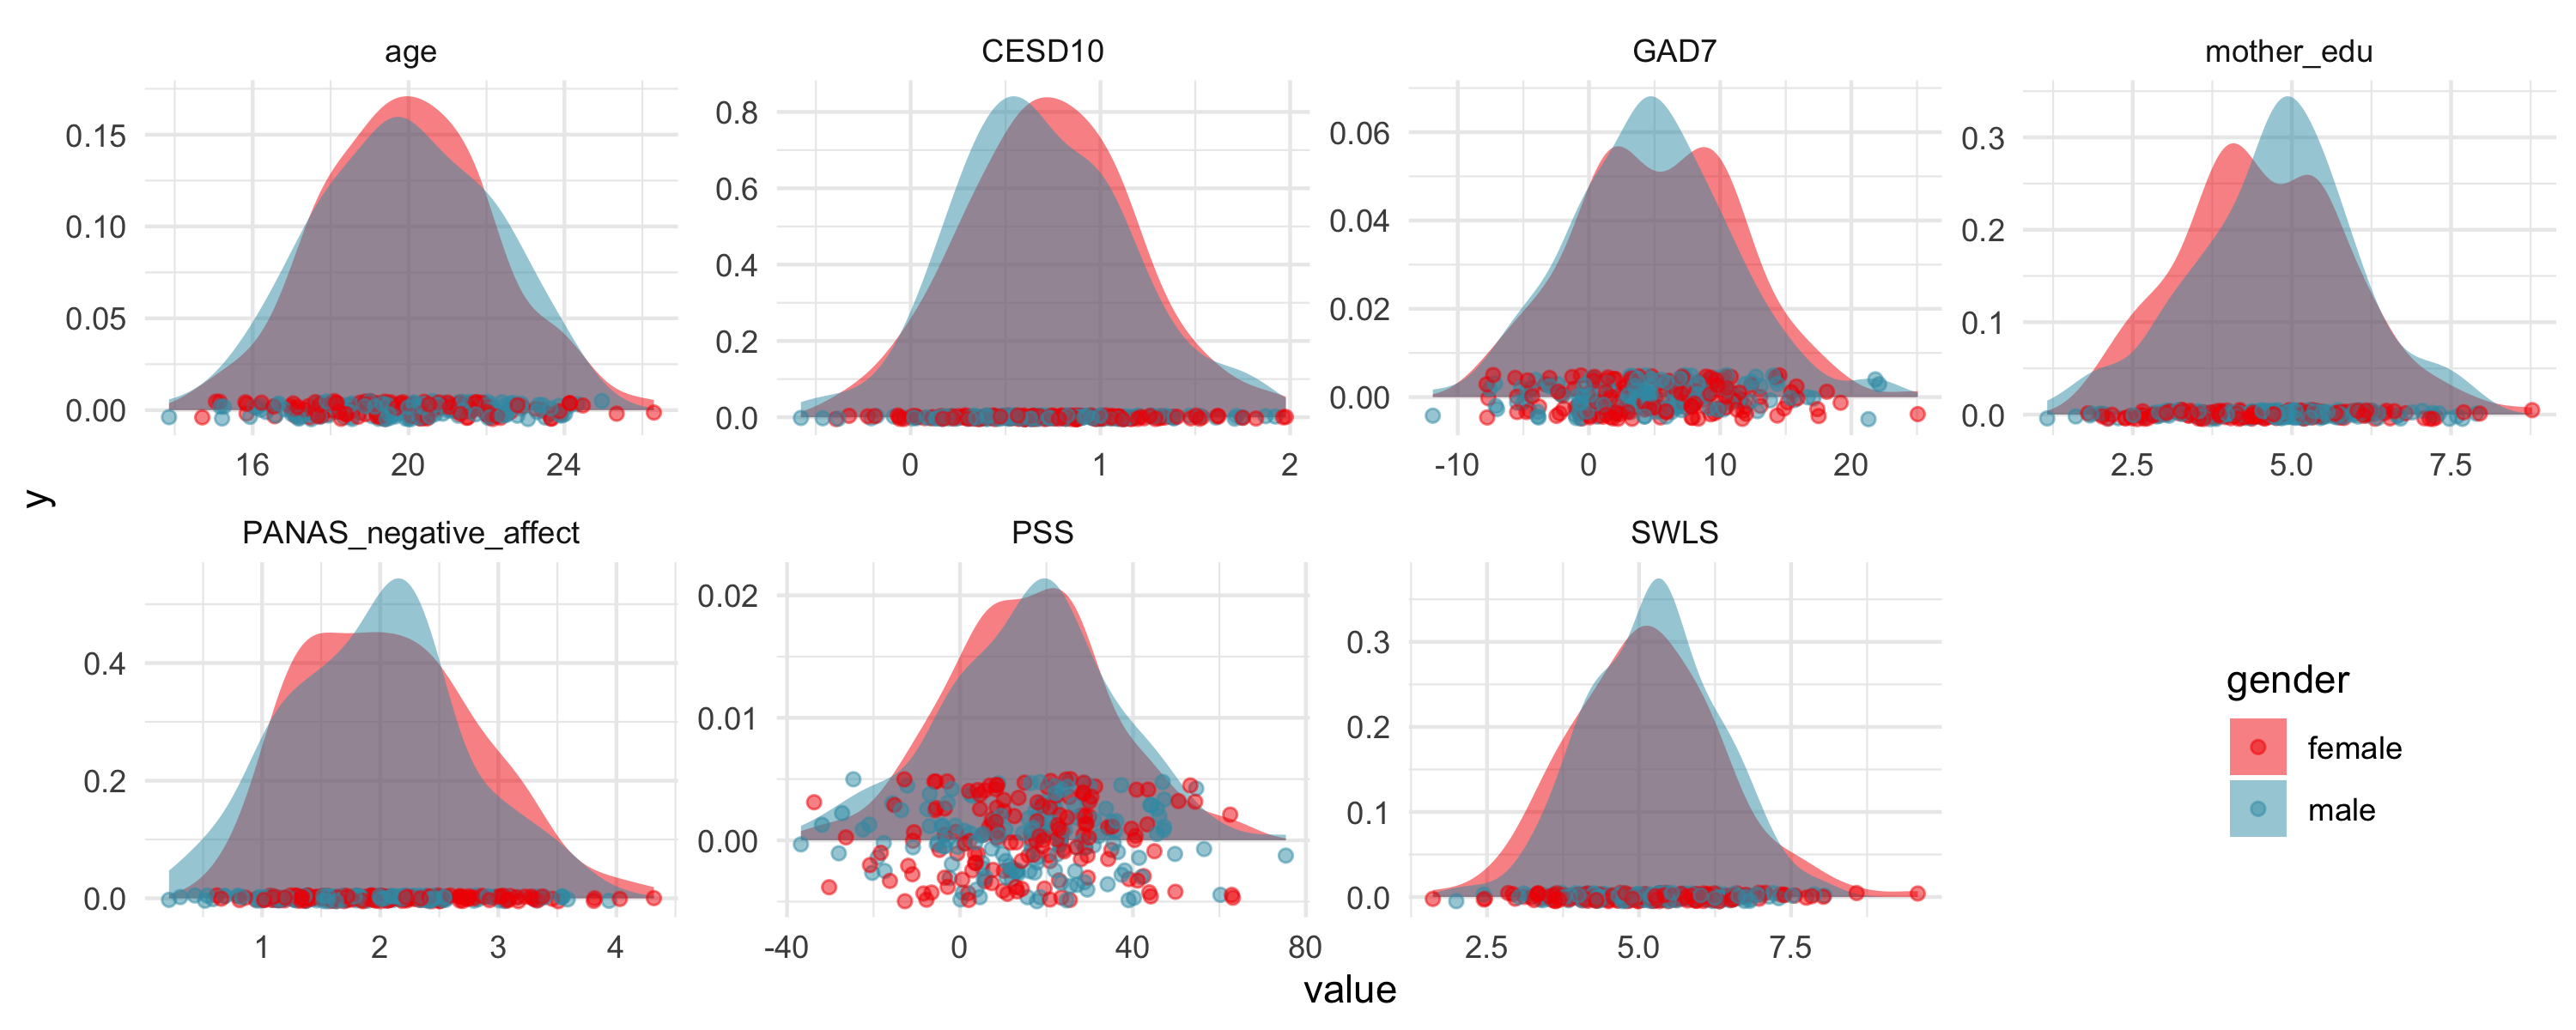 age CESD10 GAD7 mother_edu
0.15 0.10 0.05 0.00
0.8 0.6 0.4 0.2 0.0
0.06 0.04 0.02 0.00
0.3 0.2 0.1 0.0
16 20 24
0 1 2
-10 0 10 20
2.5 5.0 7.5
y
PANAS_negative_affect PSS SWLS
0.4 0.2 0.0
0.02 0.01 0.00
0.3 0.2 0.1 0.0
1 2 3 4
-40 0 40 80
2.5 5.0 7.5
value
gender
female
male